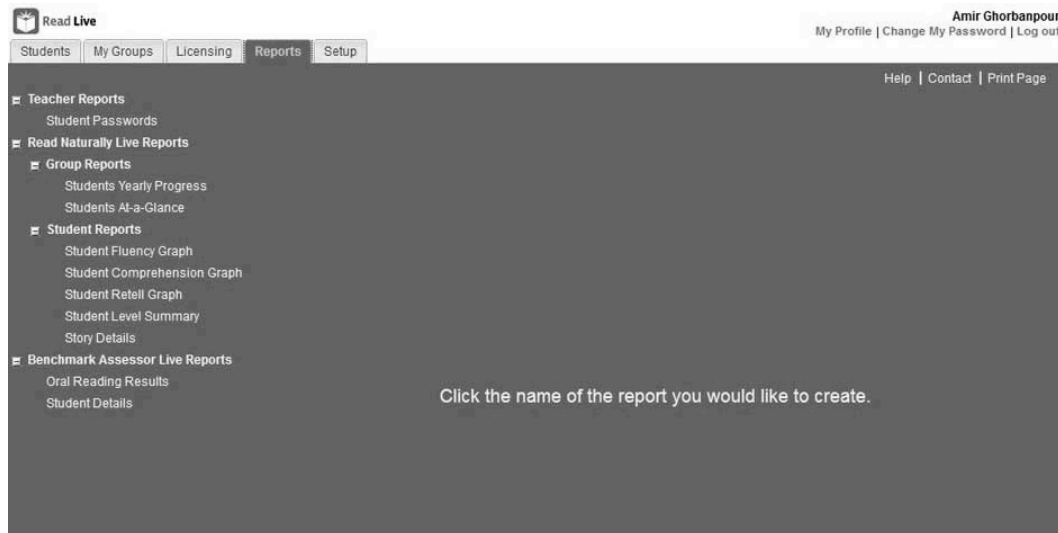 Read Live
Amir Ghorbanpour
My Profile | Change My Password | Log out
Students My Groups Licensing Reports Setup
Help | Contact | Print Page
Teacher Reports
Student Passwords
Read Naturally Live Reports
Group Reports
Students Yearly Progress
Students At-a-Glance
Student Reports
Student Fluency Graph
Student Comprehension Graph
Student Retell Graph
Student Level Summary
Story Details
Benchmark Assessor Live Reports
Oral Reading Results
Student Details
Click the name of the report you would like to create.